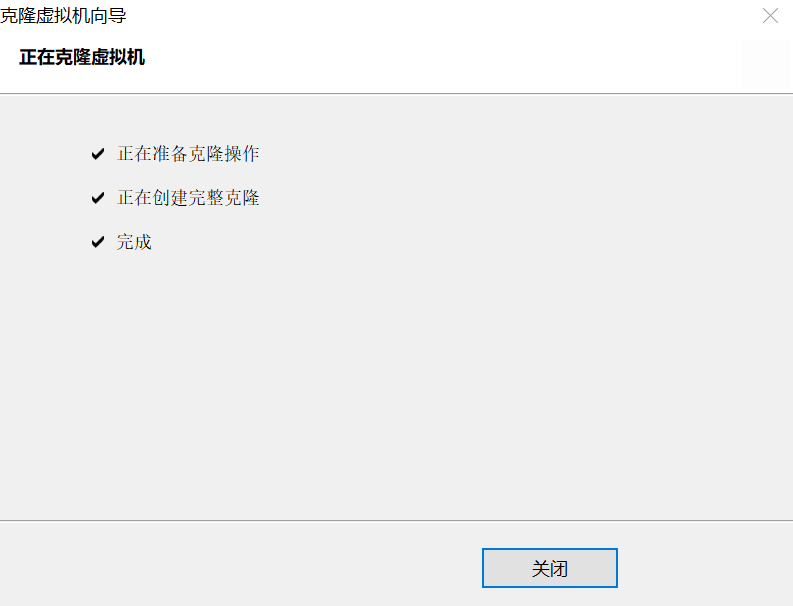 克隆虚拟机向导
正在克隆虚拟机
正在准备克隆操作
正在创建完整克隆
完成
关闭